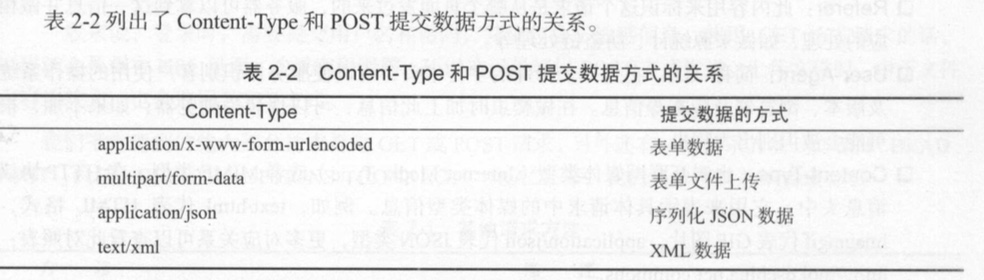 表 2-2 列出了 Content-Type 和 POST 提交数据方式的关系。
表 2-2 Content-Type 和 POST 提交数据方式的关系
Content-Type 提交数据的方式
application/x-www-form-urlencoded 表单数据
multipart/form-data 表单文件上传
application/json 序列化 JSON 数据
text/xml XML 数据